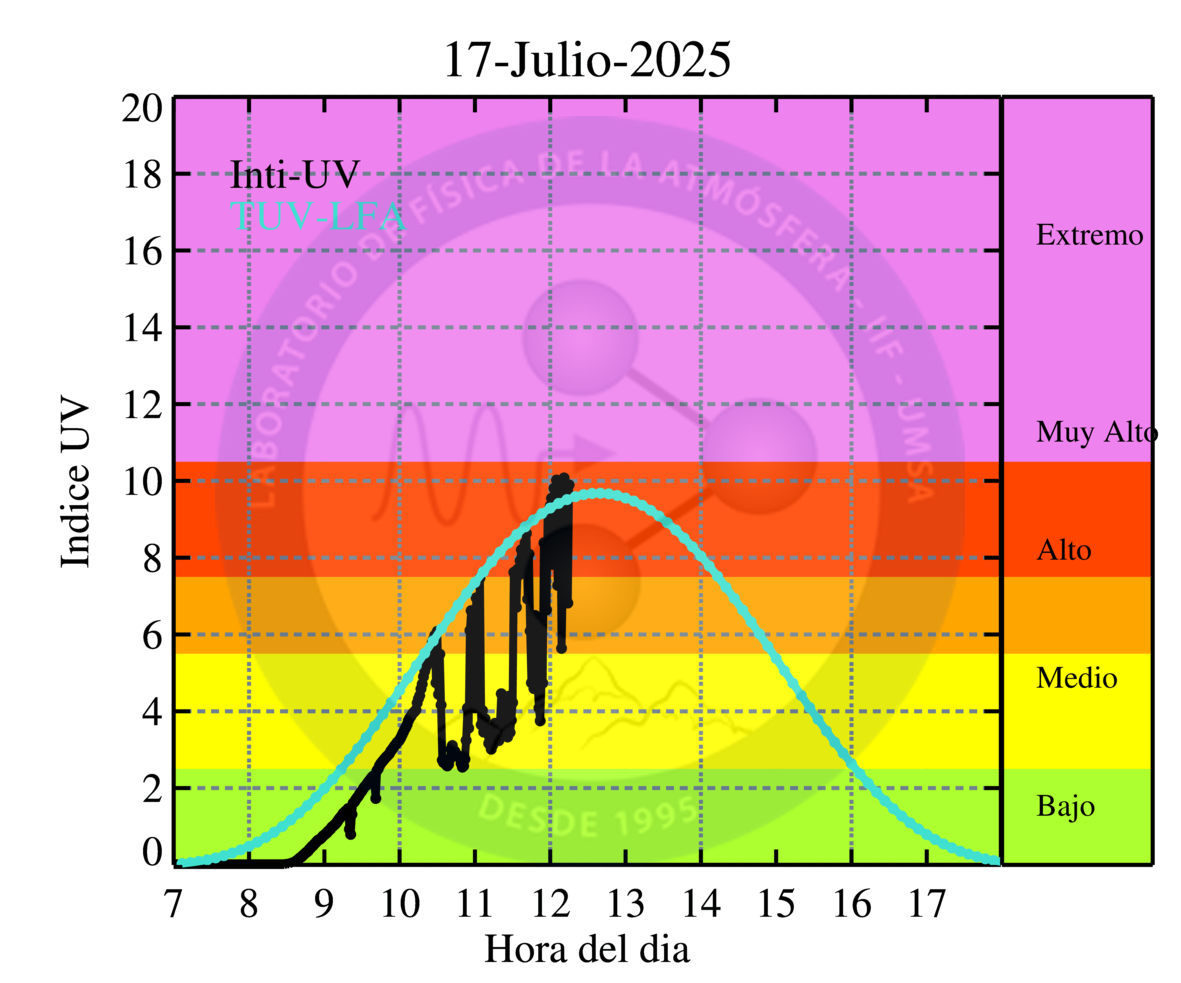 17-Julio-2025
Inti-UV
TUV-LFA
LABORATORIO DE FÍSICA DE LA ATMÓSFERA - IIF - UMSA
DESDE 1995
Indice UV
20
18
16
14
12
10
8
6
4
2
0
Extremo
Muy Alto
Alto
Medio
Bajo
7 8 9 10 11 12 13 14 15 16 17
Hora del dia